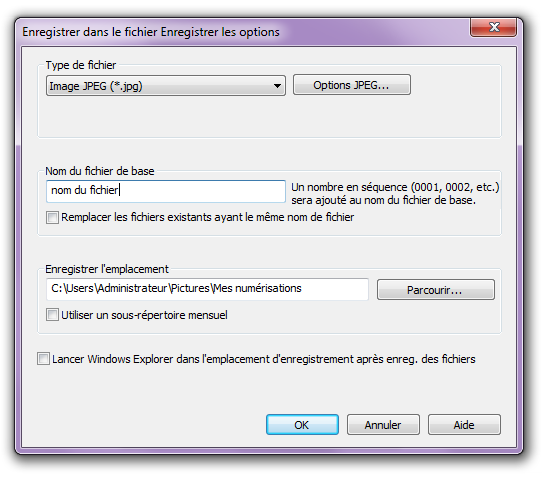 Enregistrer dans le fichier Enregistrer les options
Type de fichier
Image JPEG (*.jpg)
Options JPEG...
Nom du fichier de base
nom du fichier
Un nombre en séquence (0001, 0002, etc.)
sera ajouté au nom du fichier de base.
Remplacer les fichiers existants ayant le même nom de fichier
Enregistrer l'emplacement
C:\Users\Administrateur\Pictures\Mes numérisations
Parcourir...
Utiliser un sous-répertoire mensuel
Lancer Windows Explorer dans l'emplacement d'enregistrement après enreg. des fichiers
OK
Annuler
Aide